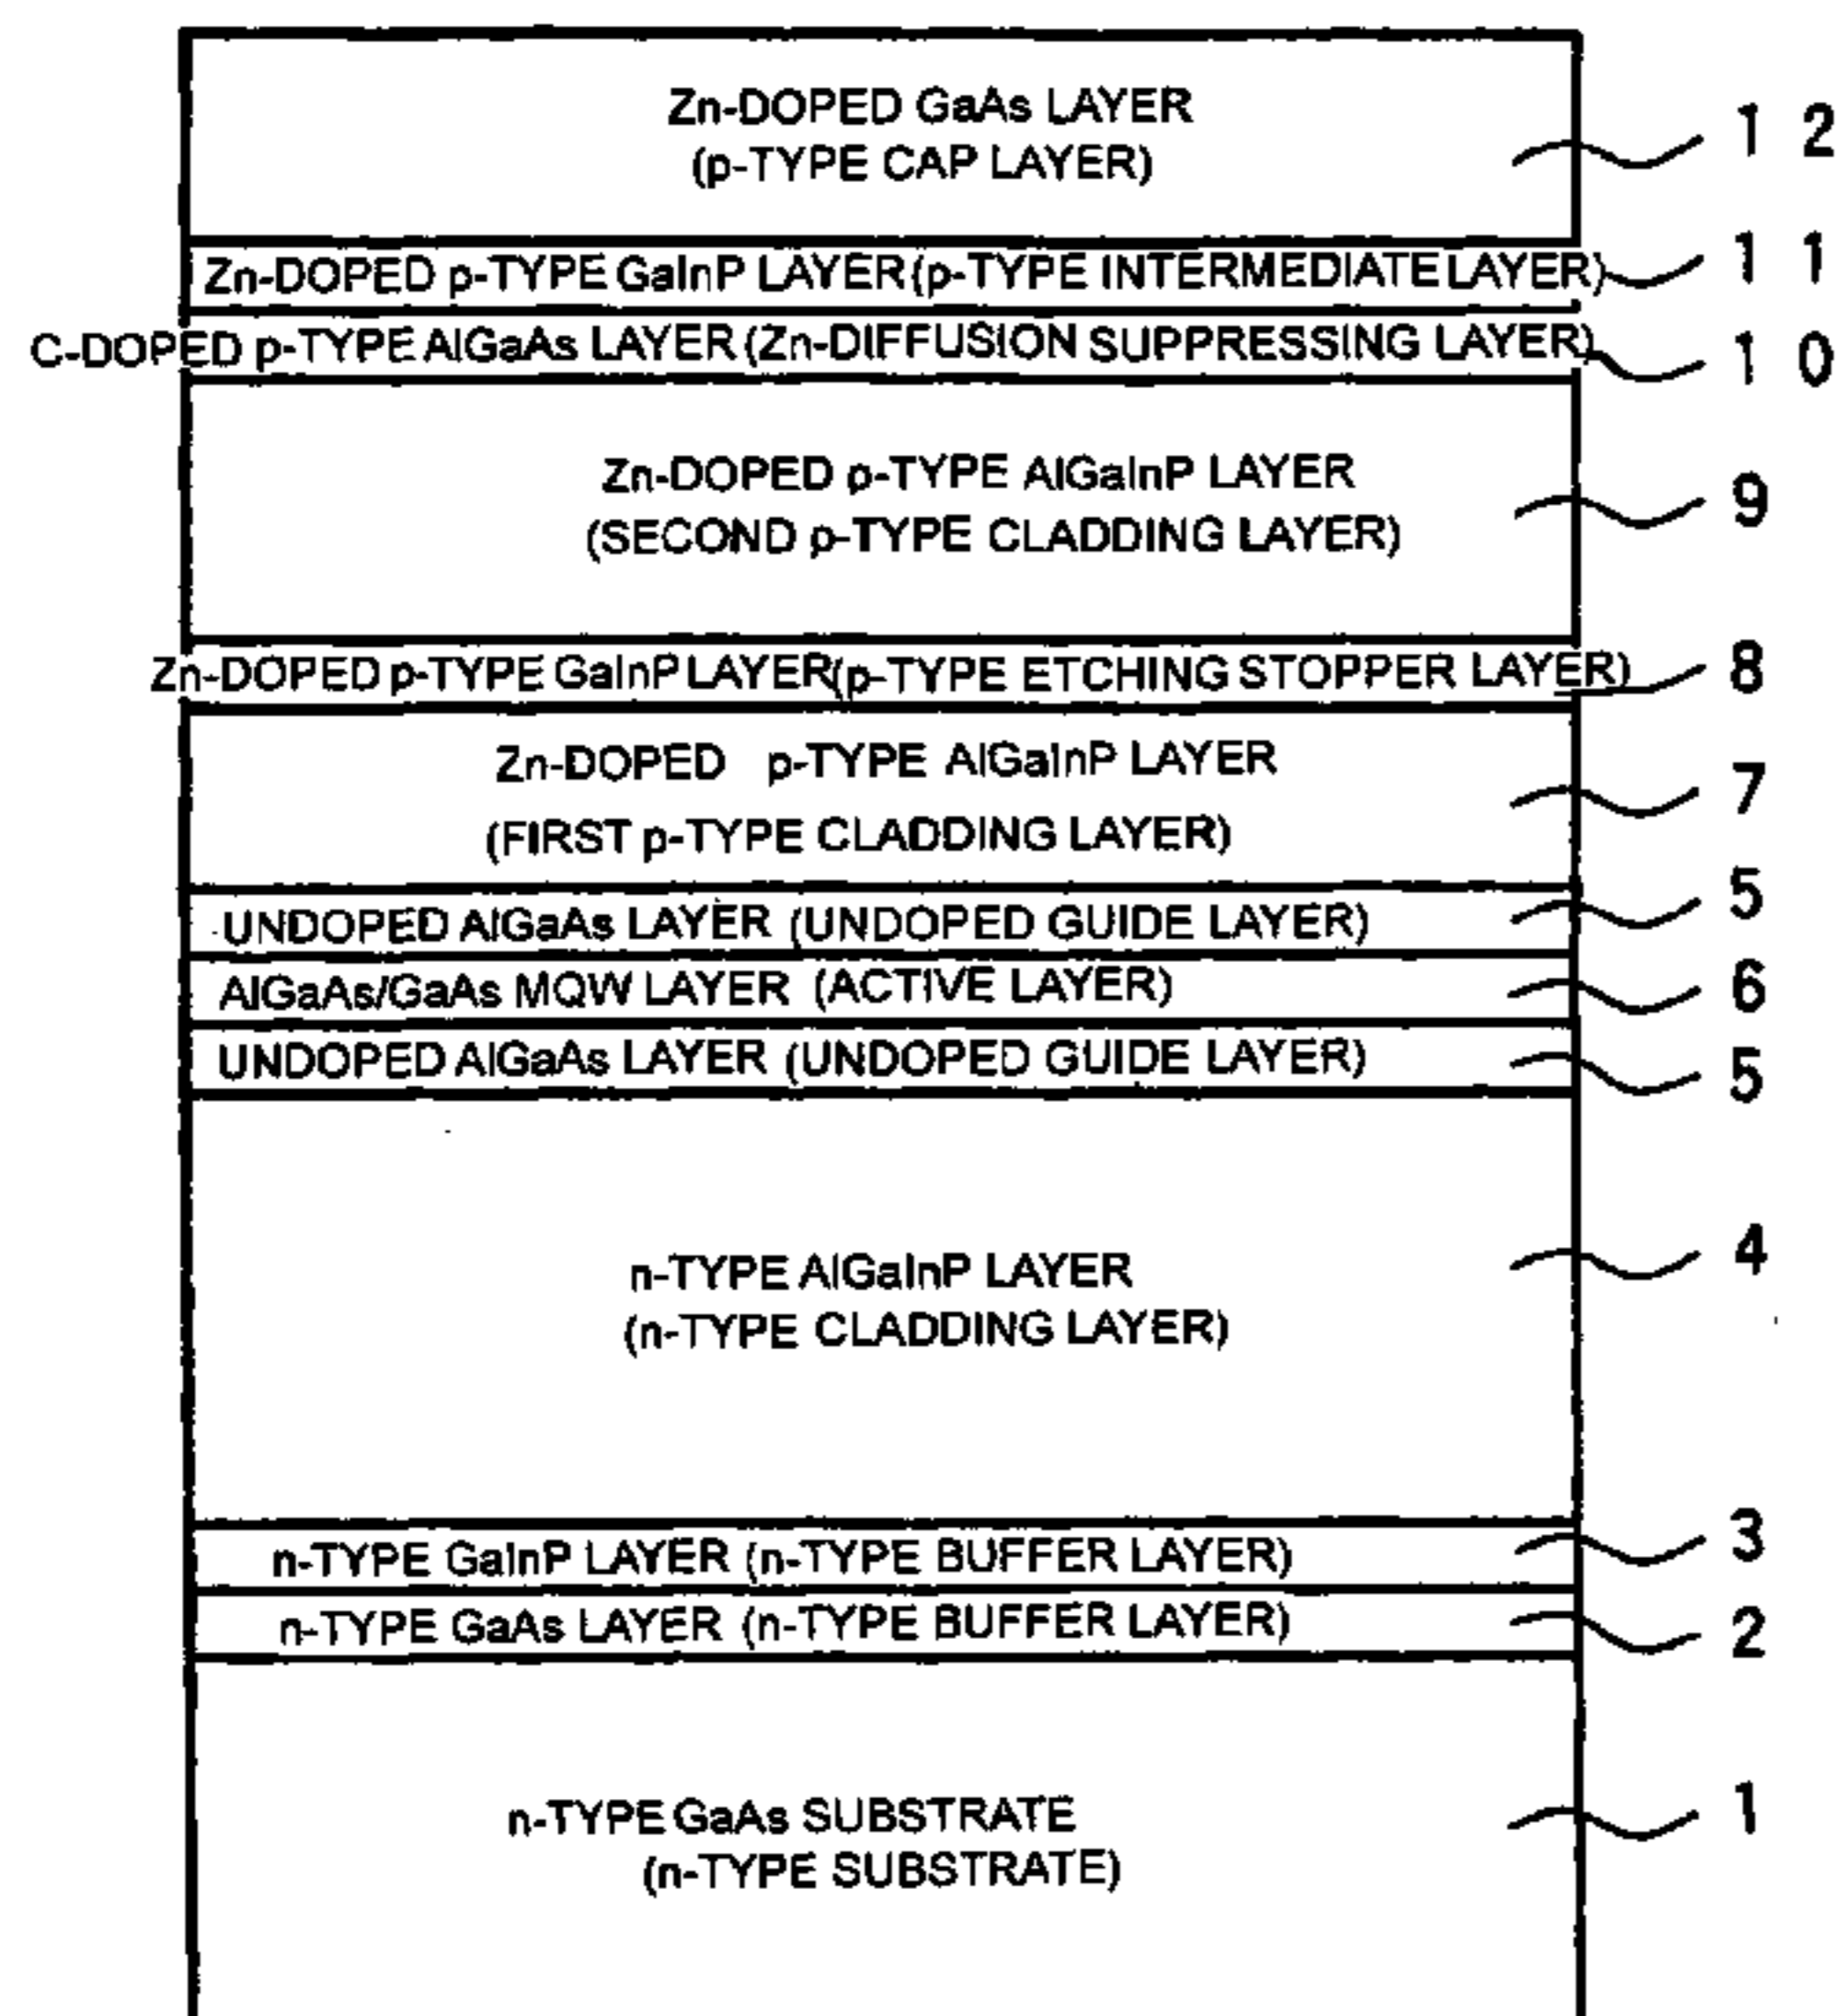 Zn-DOPED GaAs LAYER
(p-TYPE CAP LAYER)
12
Zn-DOPED p-TYPE GaInP LAYER(p-TYPE INTERMEDIATE LAYER)
11
C-DOPED p-TYPE AlGaAs LAYER (Zn-DIFFUSION SUPPRESSING LAYER)
10
Zn-DOPED p-TYPE AlGaInP LAYER
(SECOND p-TYPE CLADDING LAYER)
9
Zn-DOPED p-TYPE GaInP LAYER(p-TYPE ETCHING STOPPER LAYER)
8
Zn-DOPED p-TYPE AlGaInP LAYER
(FIRST p-TYPE CLADDING LAYER)
7
UNDOPED AlGaAs LAYER (UNDOPED GUIDE LAYER)
5
AlGaAs/GaAs MQW LAYER (ACTIVE LAYER)
6
UNDOPED AlGaAs LAYER (UNDOPED GUIDE LAYER)
5
n-TYPE AlGaInP LAYER
(n-TYPE CLADDING LAYER)
4
n-TYPE GaInP LAYER (n-TYPE BUFFER LAYER)
3
n-TYPE GaAs LAYER (n-TYPE BUFFER LAYER)
2
n-TYPE GaAs SUBSTRATE
(n-TYPE SUBSTRATE)
1